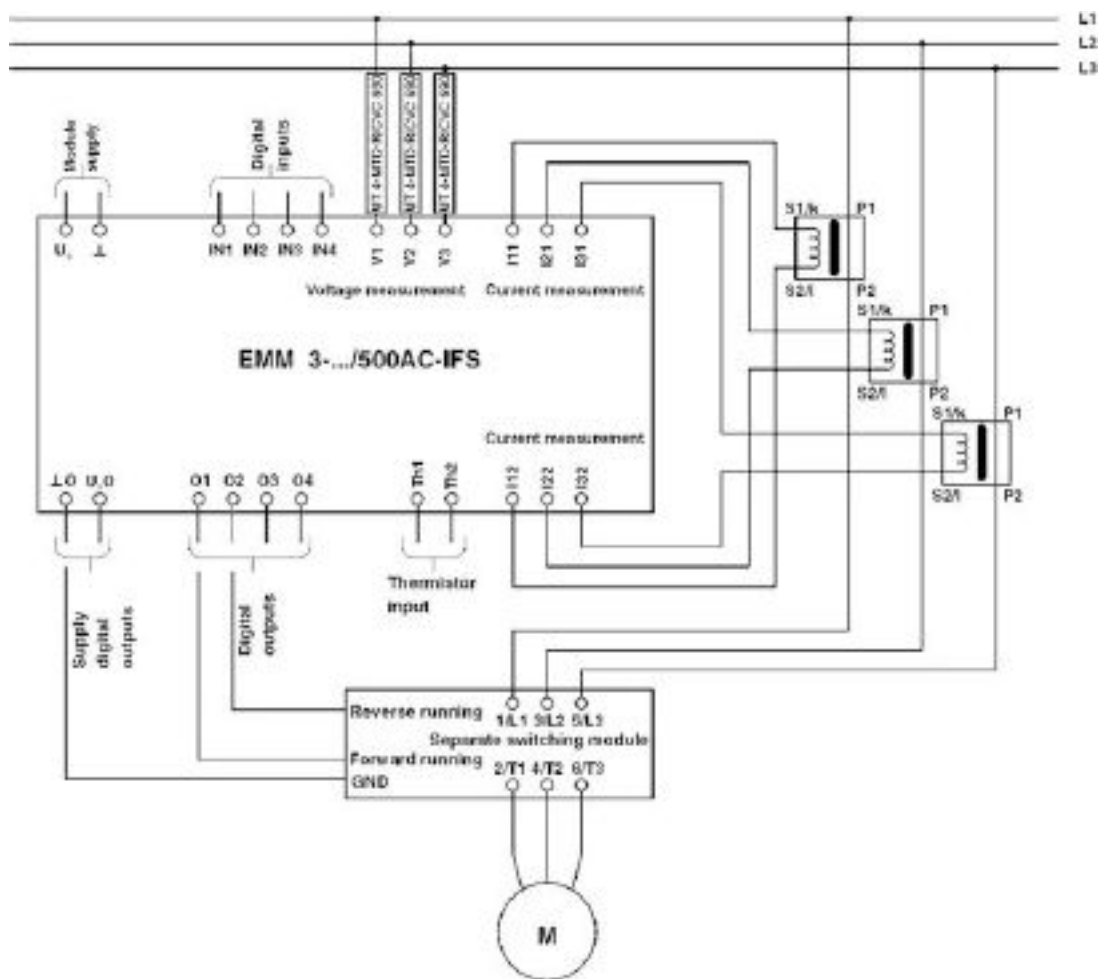 L1
L2
L3
Module
supply
Digital
inputs
IN1 IN2 IN3 IN4
V1 V2 V3
I11 I21 I31
Voltage measurement Current measurement
S1/k P1
S2/l P2
S1/k P1
S2/l P2
S1/k P1
S2/l P2
EMM 3-.../500AC-IFS
Current measurement
O1 O2 O3 O4
Th1 Th2
I12 I22 I32
Supply
digital
outputs
Digital
outputs
Thermistor
input
Reverse running
1/L1 3/L2 5/L3
Separate switching module
Forward running
2/T1 4/T2 6/T3
GND
M